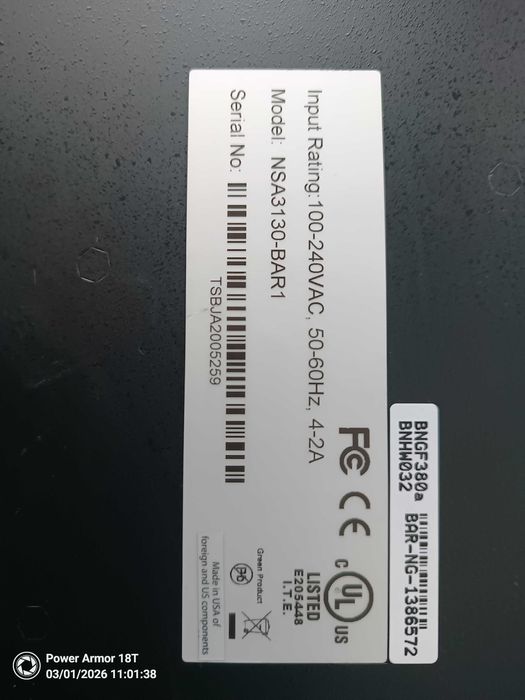 Input Rating:100-240VAC, 50-60Hz, 4-2A
Model: NSA3130-BAR1
Serial No:
TSBJA2005259
FC CE
C UL US
LISTED
E205448
I.T.E.
Green Product
Made in USA of
foreign and US components
BNGF380a
BNHW032 BAR-NG-1386572
Power Armor 18T
03/01/2026 11:01:38